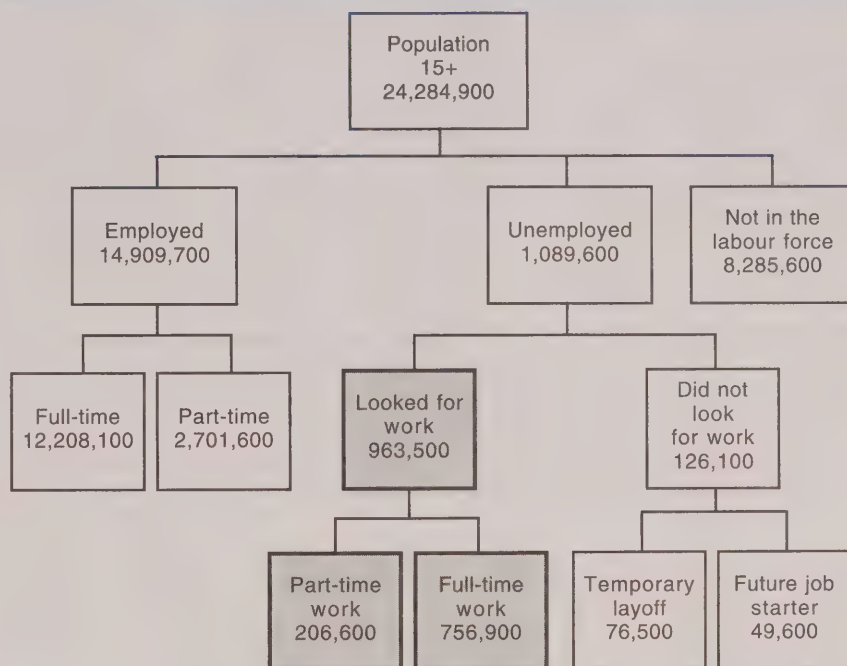 Population
15+
24,284,900
Employed
14,909,700
Unemployed
1,089,600
Not in the
labour force
8,285,600
Full-time
12,208,100
Part-time
2,701,600
Looked for
work
963,500
Did not
look
for work
126,100
Part-time
work
206,600
Full-time
work
756,900
Temporary
layoff
76,500
Future job
starter
49,600